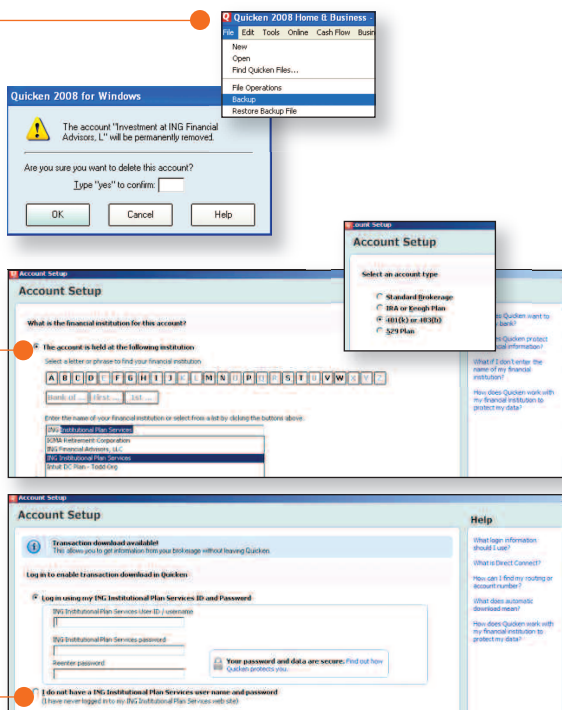 Quicken 2008 Home & Business -
File Edit Tools Online Cash Flow Busin
New
Open
Find Quicken Files...
File Operations
Backup
Restore Backup File
Quicken 2008 for Windows
The account "Investment at ING Financial
Advisors, L" will be permanently removed.
Are you sure you want to delete this account?
Type "yes" to confirm:
OK Cancel Help
Account Setup
Account Setup
Select an account type
Standard Brokerage
IRA or Keogh Plan
401(k) or 403(b)
529 Plan
Account Setup
Account Setup
What is the financial institution for this account?
The account is held at the following institution
Select a letter or phrase to find your financial institution
A B C D E F G H I J K L M N O P Q R S T U V W X Y Z
Bank of ... First ... 1st ...
Enter the name of your financial institution or select from a list by clicking the buttons above.
ING Institutional Plan Services
ICMA Retirement Corporation
ING Financial Advisors, LLC
ING Institutional Plan Services
Intuit DC Plan - Todd-Org
Quicken want to
bank?
Quicken protect
information?
What if I don't enter the
name of my financial
institution?
How does Quicken work with
my financial institution to
protect my data?
Account Setup
Account Setup
Transaction download available!
This allows you to get information from your brokerage without leaving Quicken.
Log in to enable transaction download in Quicken
Log in using my ING Institutional Plan Services ID and Password
ING Institutional Plan Services User ID / username
ING Institutional Plan Services password
Reenter password
Your password and data are secure. Find out how
Quicken protects you.
I do not have a ING Institutional Plan Services user name and password
(I have never logged in to my ING Institutional Plan Services web site)
Help
What login information
should I use?
What is Direct Connect?
How can I find my routing or
account number?
What does automatic
download mean?
How does Quicken work with
my financial institution to
protect my data?